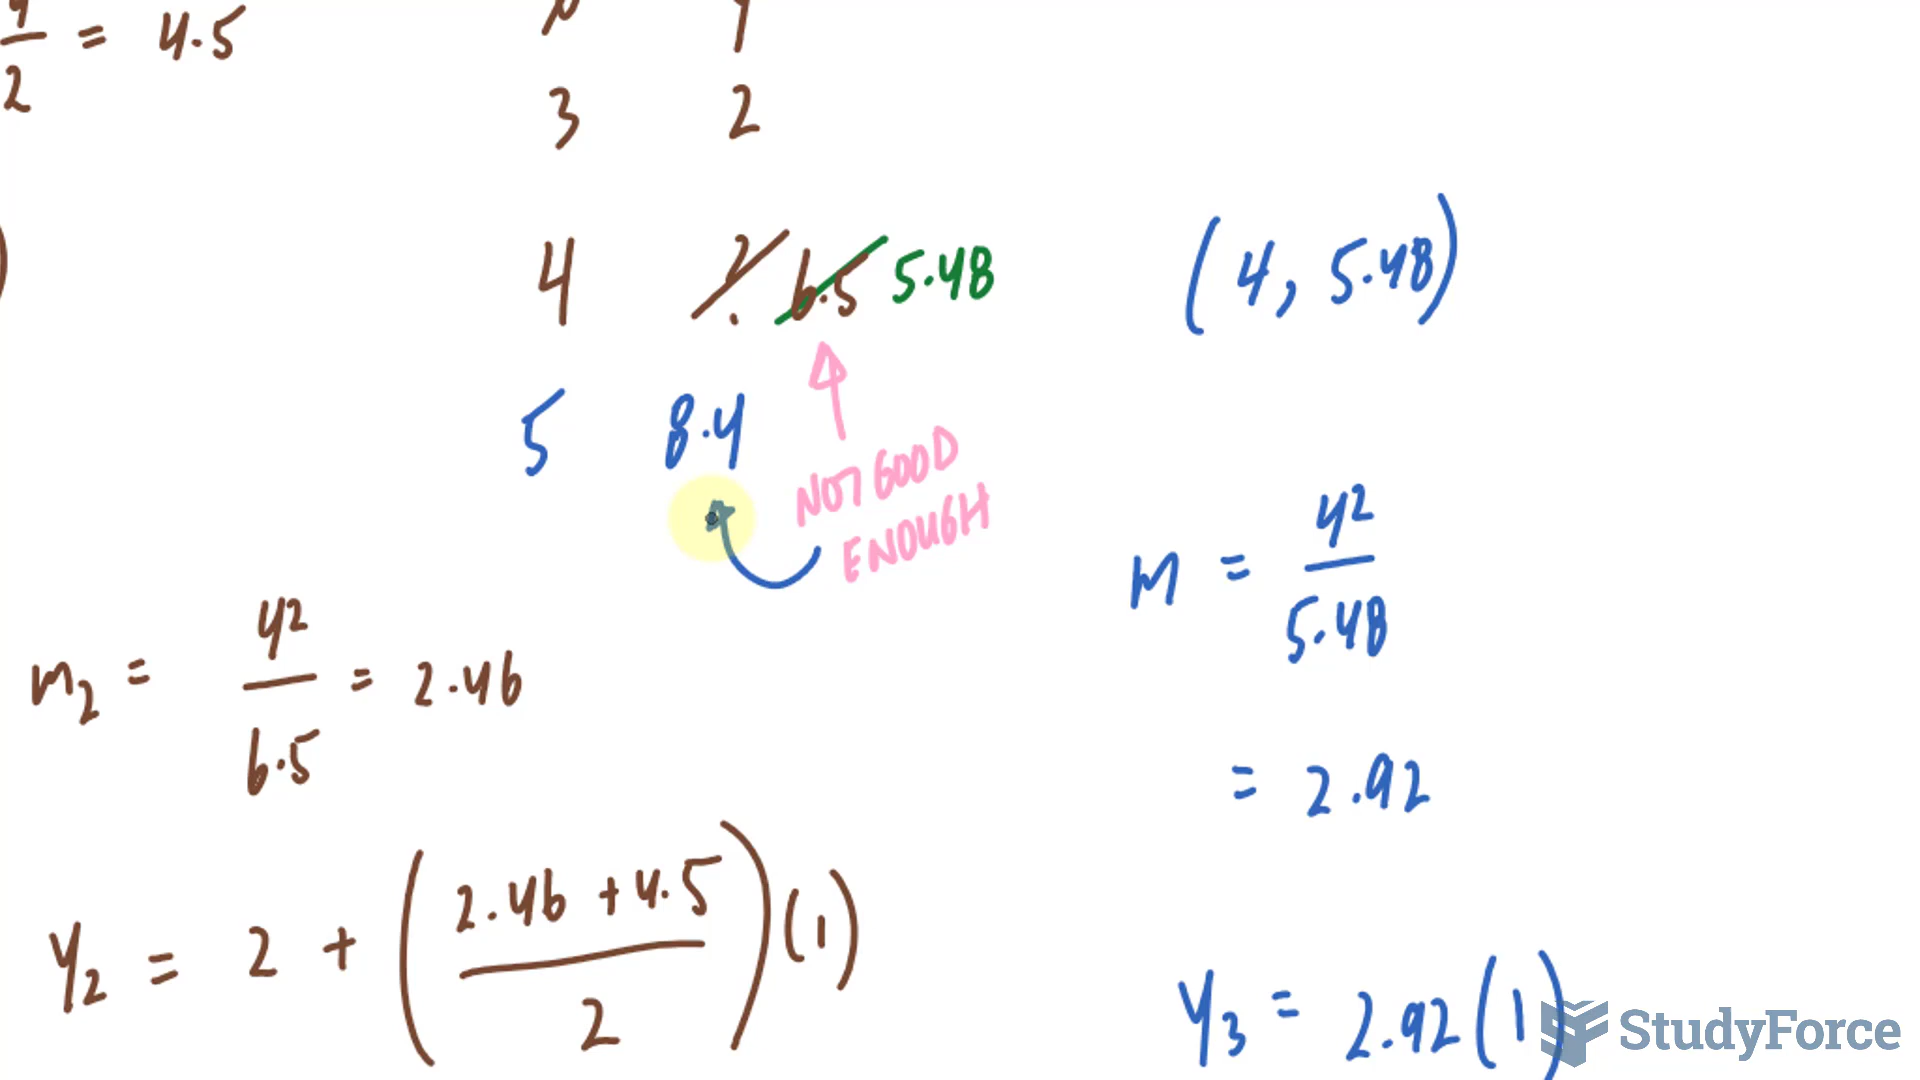 /2 = 4.5
3 2
4 ? 6.5 5.48 (4, 5.48)
5 8.4
NOT GOOD
ENOUGH
m = 4²/5.48
m₂ = 4²/6.5 = 2.46
= 2.92
y₂ = 2 + ((2.46 + 4.5)/2)(1)
y₃ = 2.92(1)
StudyForce